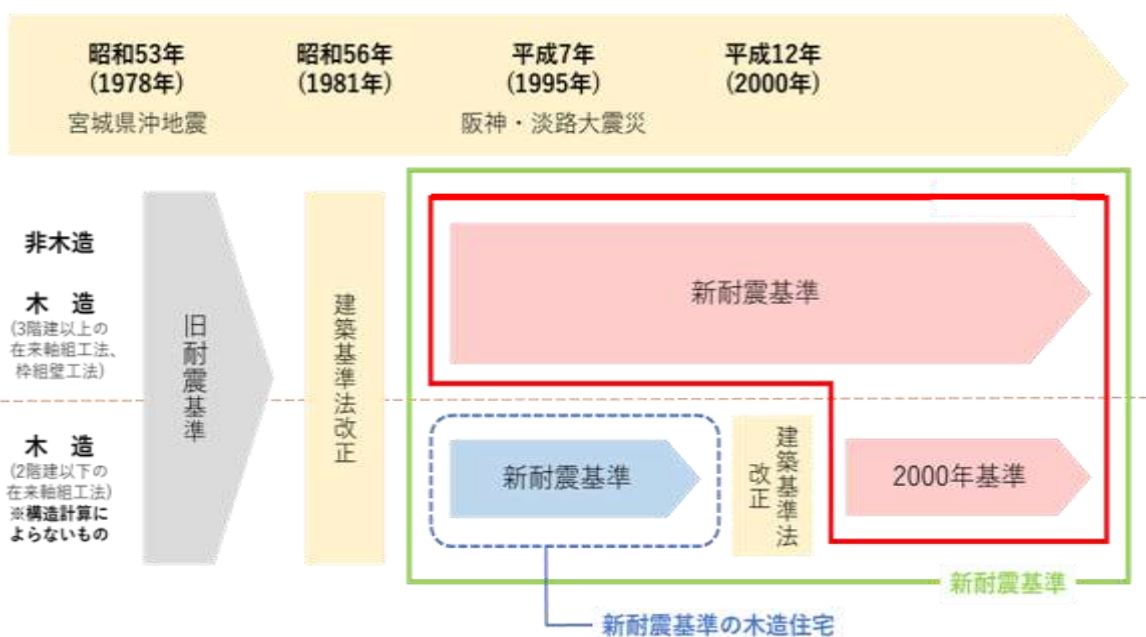 昭和53年
(1978年)
宮城県沖地震
昭和56年
(1981年)
平成7年
(1995年)
阪神・淡路大震災
平成12年
(2000年)
非木造
木　造
(3階建以上の
在来軸組工法、
枠組壁工法)
木　造
(2階建以下の
在来軸組工法)
※構造計算に
よらないもの
旧耐震基準
建築基準法改正
新耐震基準
新耐震基準
建築基準法
改正
2000年基準
新耐震基準
新耐震基準の木造住宅